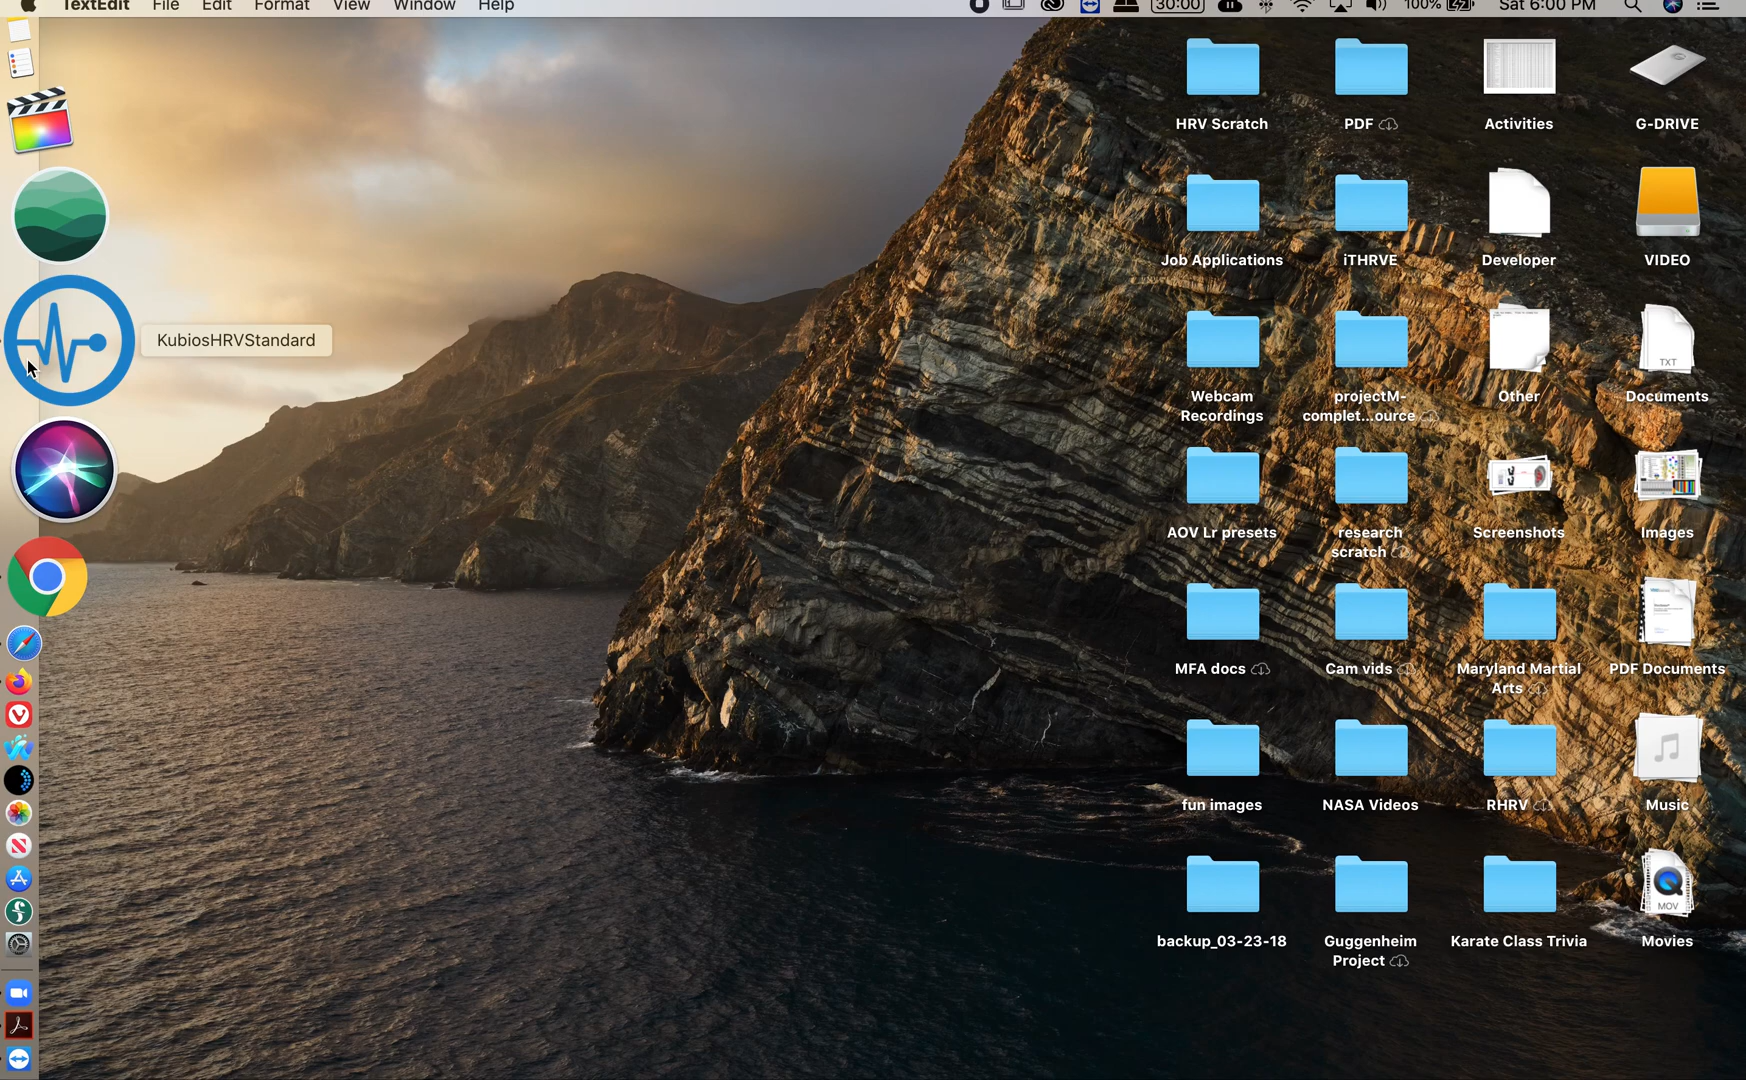 TextEdit File Edit Format View Window Help 30:00 100% Sat 6:00 PM
HRV Scratch
PDF
Activities
G-DRIVE
Job Applications
iTHRVE
Developer
VIDEO
KubiosHRVStandard
Webcam
Recordings
projectM-
complet...ource
Other
TXT
Documents
AOV Lr presets
research
scratch
Screenshots
Images
MFA docs
Cam vids
Maryland Martial
Arts
PDF Documents
fun images
NASA Videos
RHRV
Music
backup_03-23-18
Guggenheim
Project
Karate Class Trivia
MOV
Movies